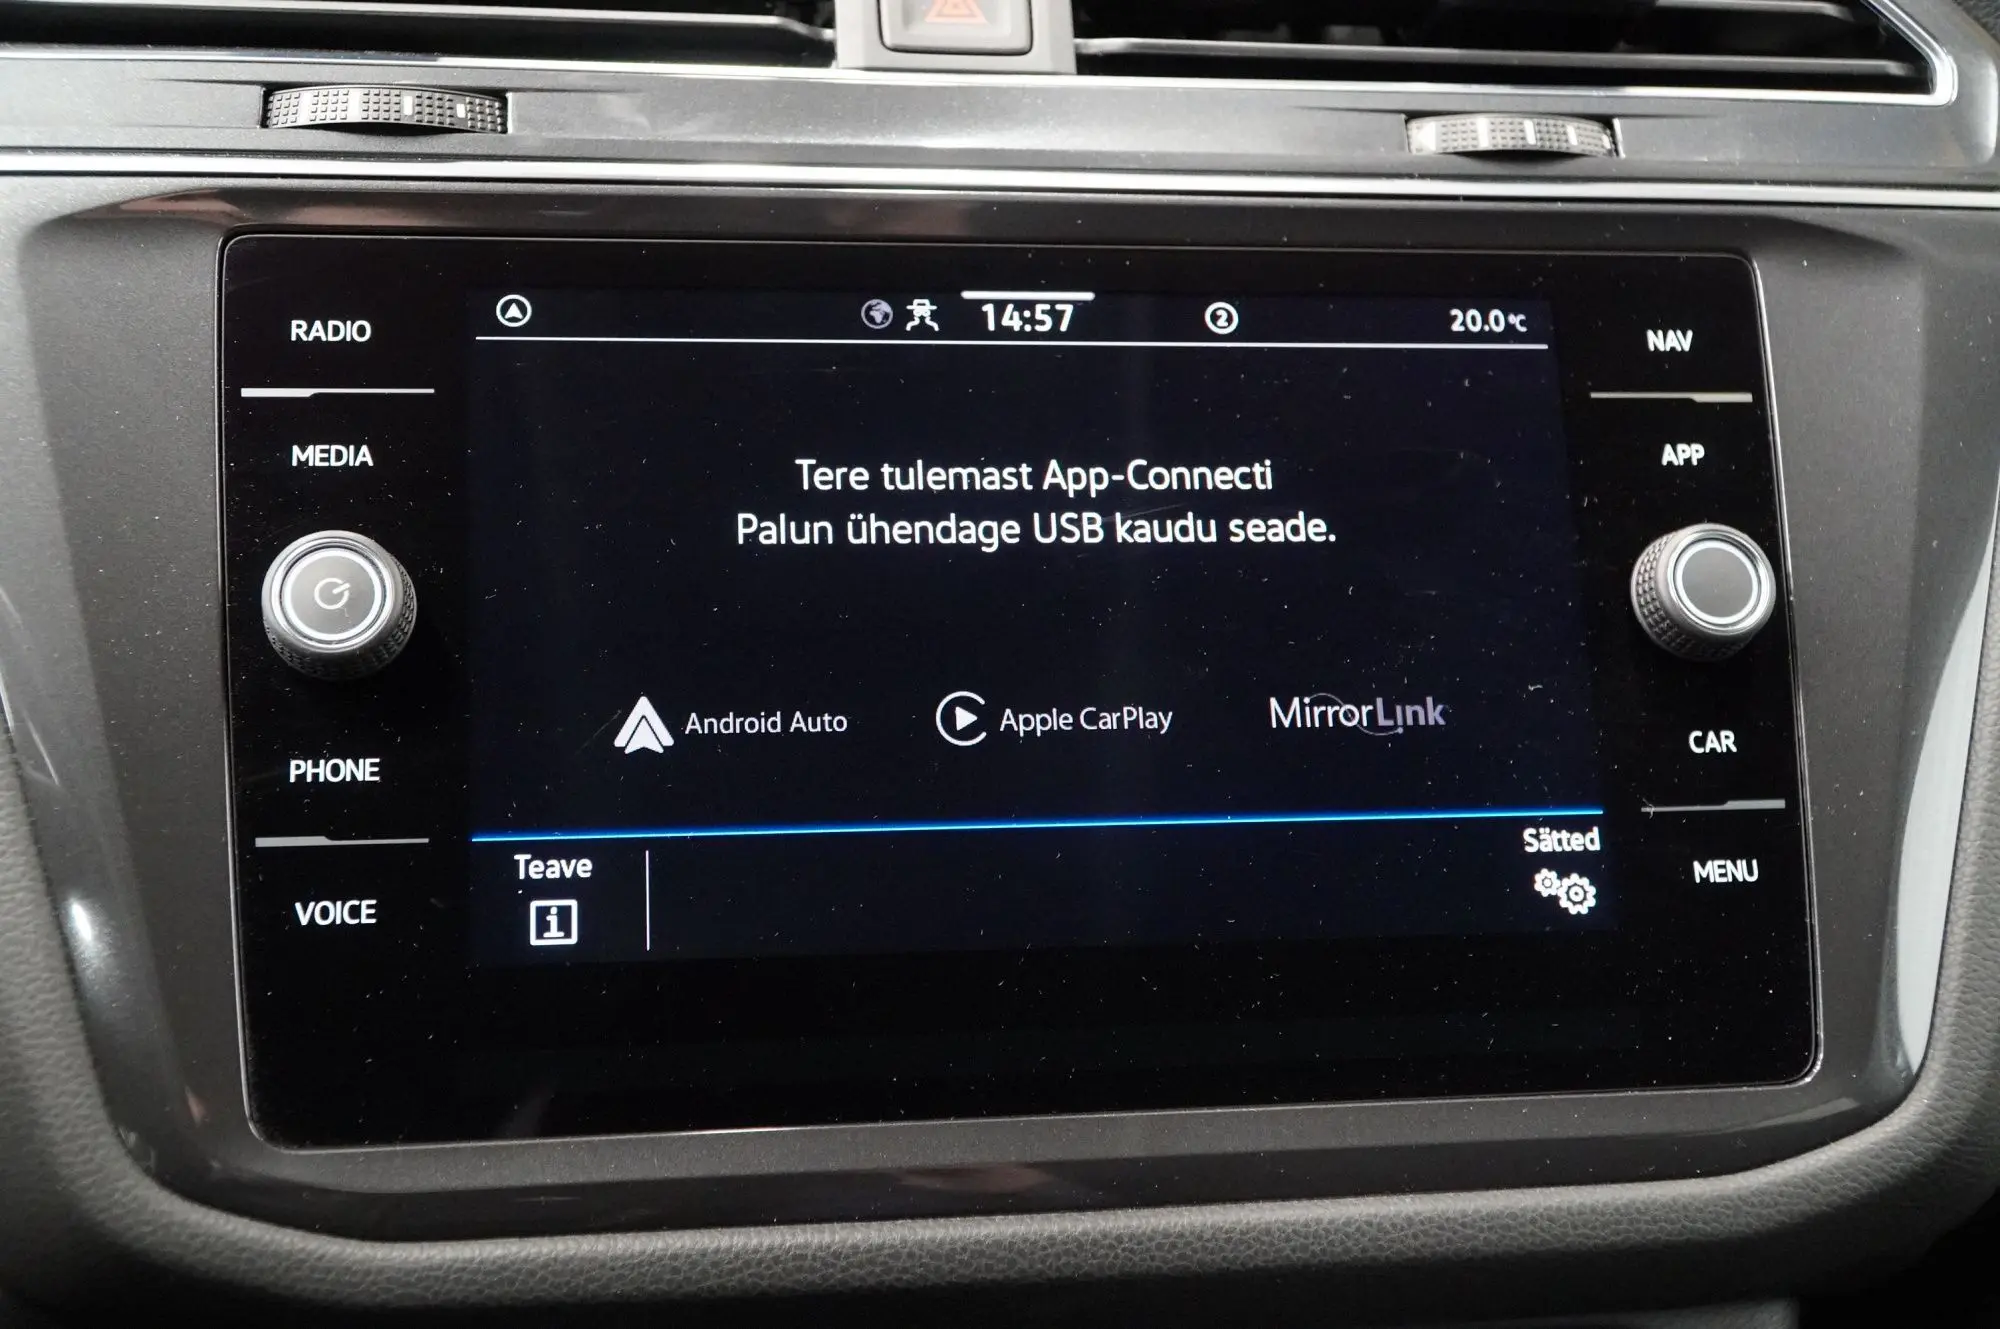 RADIO
MEDIA
PHONE
VOICE
14:57
2
20.0°C
Tere tulemast App-Connecti
Palun ühendage USB kaudu seade.
Android Auto
Apple CarPlay
MirrorLink
Teave
i
Sätted
NAV
APP
CAR
MENU